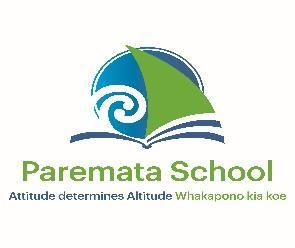 Paremata School
Attitude determines Altitude Whakapono kia koe